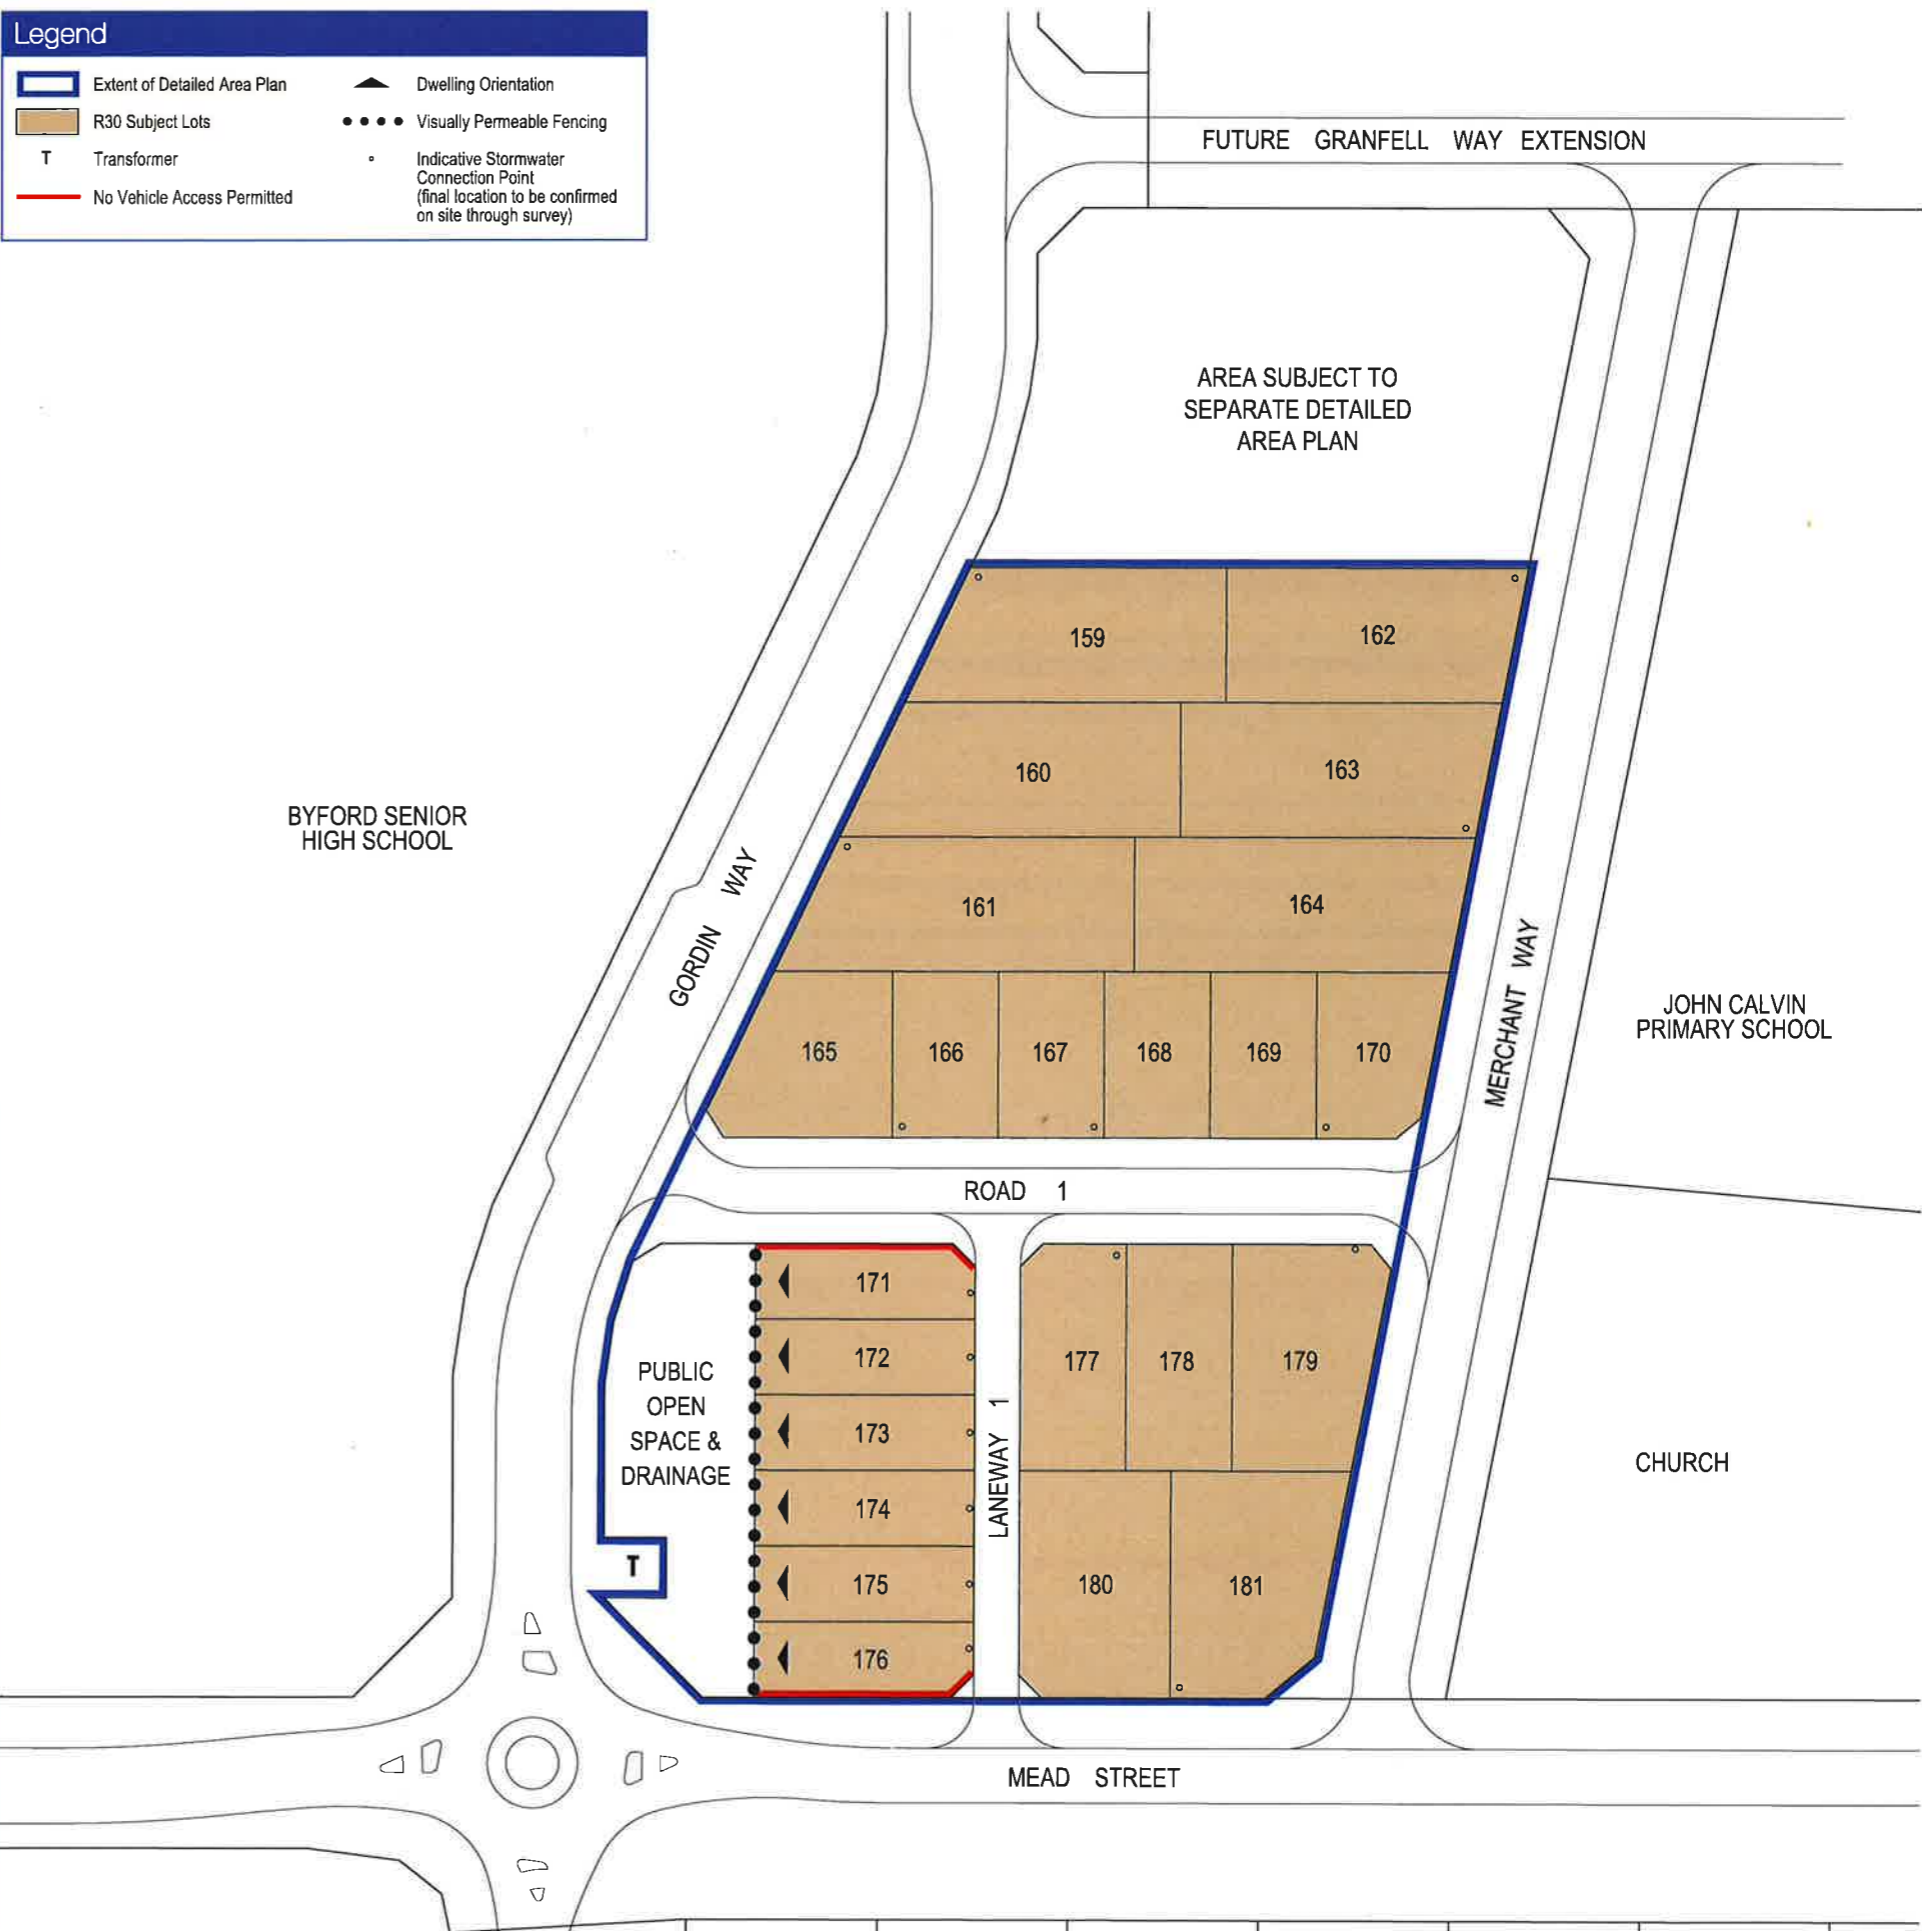 Legend
Extent of Detailed Area Plan
R30 Subject Lots
T Transformer
No Vehicle Access Permitted
Dwelling Orientation
Visually Permeable Fencing
Indicative Stormwater
Connection Point
(final location to be confirmed
on site through survey)
FUTURE GRANFELL WAY EXTENSION
AREA SUBJECT TO
SEPARATE DETAILED
AREA PLAN
159
162
160
163
BYFORD SENIOR
HIGH SCHOOL
GORDIN WAY
161
164
MERCHANT WAY
JOHN CALVIN
PRIMARY SCHOOL
165
166
167
168
169
170
ROAD 1
171
172
173
174
175
176
PUBLIC
OPEN
SPACE &
DRAINAGE
T
LANEWAY 1
177
178
179
180
181
CHURCH
MEAD STREET